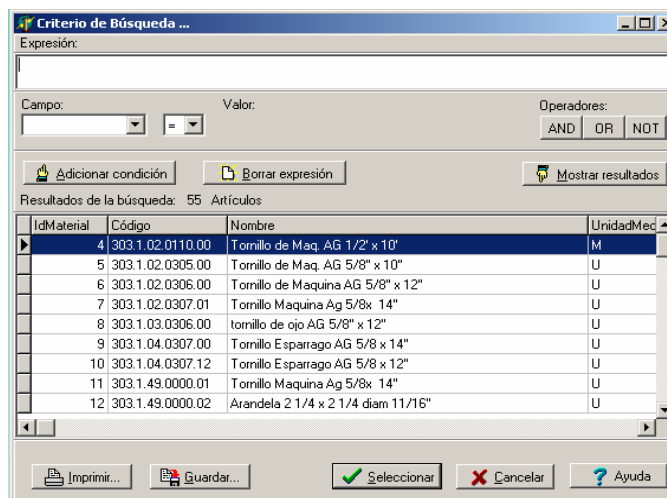 Criterio de Búsqueda ...
Expresión:
Campo: Valor: Operadores:
= AND OR NOT
Adicionar condición Borrar expresión Mostrar resultados
Resultados de la búsqueda: 55 Artículos
IdMaterial Código Nombre UnidadMec
4 303.1.02.0110.00 Tornillo de Maq. AG 1/2' x 10' M
5 303.1.02.0305.00 Tornillo de Maq. AG 5/8" x 10" U
6 303.1.02.0306.00 Tornillo de Maquina AG 5/8" x 12" U
7 303.1.02.0307.01 Tornillo Maquina Ag 5/8x 14" U
8 303.1.03.0306.00 tornillo de ojo AG 5/8" x 12" U
9 303.1.04.0307.00 Tornillo Esparrago AG 5/8 x 14" U
10 303.1.04.0307.12 Tornillo Esparrago AG 5/8 x 12" U
11 303.1.49.0000.01 Tornillo Maquina Ag 5/8x 14" U
12 303.1.49.0000.02 Arandela 2 1/4 x 2 1/4 diam 11/16" U
Imprimir... Guardar... Seleccionar Cancelar Ayuda